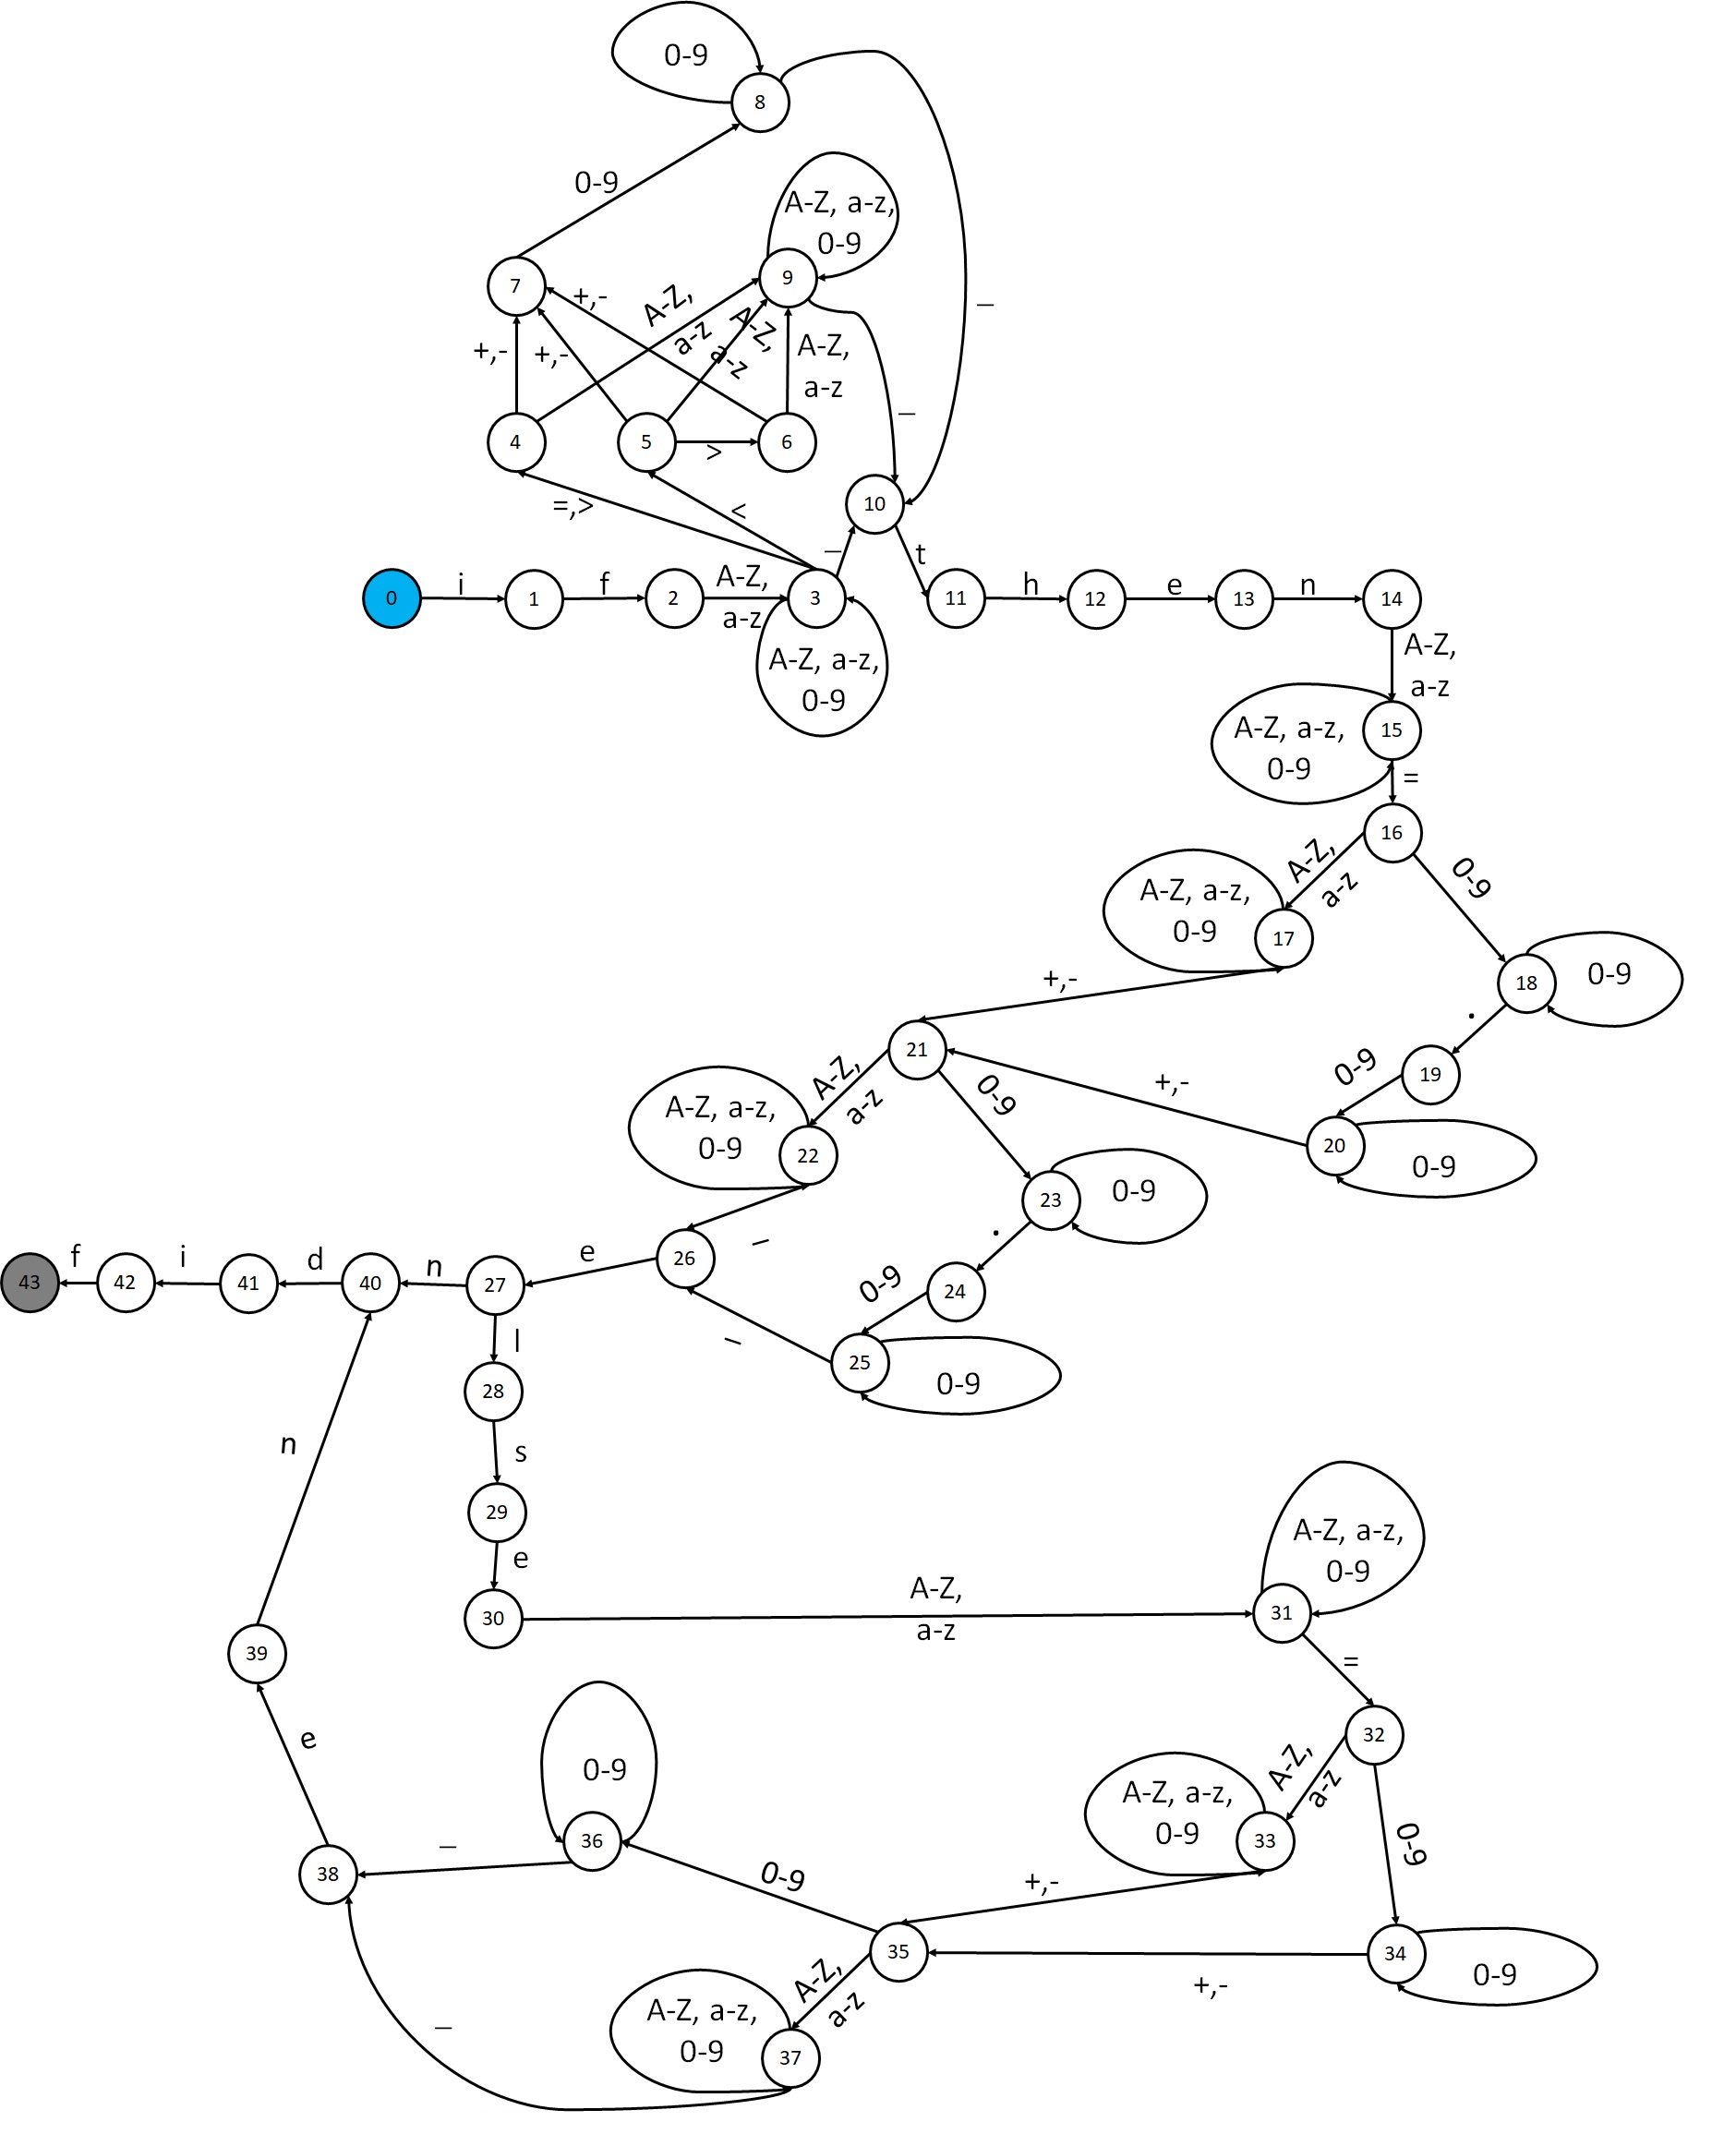 0-9
8
0-9
A-Z, a-z,
0-9
9
7
+,-
A-Z,
a-z
A-Z,
a-z
_
+,-
+,-
A-Z,
a-z
_
4
5
>
6
=,>
<
10
_
t
0
i
1
f
2
A-Z,
a-z
3
11
h
12
e
13
n
14
A-Z, a-z,
0-9
A-Z,
a-z
A-Z, a-z,
0-9
15
=
16
A-Z,
a-z
0-9
A-Z, a-z,
0-9
17
18
0-9
+,-
.
21
19
0-9
+,-
A-Z,
a-z
0-9
A-Z, a-z,
0-9
22
20
0-9
23
0-9
_
.
43
f
42
i
41
d
40
n
27
e
26
24
0-9
l
_
25
0-9
28
n
s
29
e
30
A-Z,
a-z
A-Z, a-z,
0-9
31
39
=
e
32
0-9
A-Z,
a-z
A-Z, a-z,
0-9
33
0-9
36
_
38
0-9
+,-
35
34
0-9
+,-
A-Z,
a-z
A-Z, a-z,
0-9
_
37